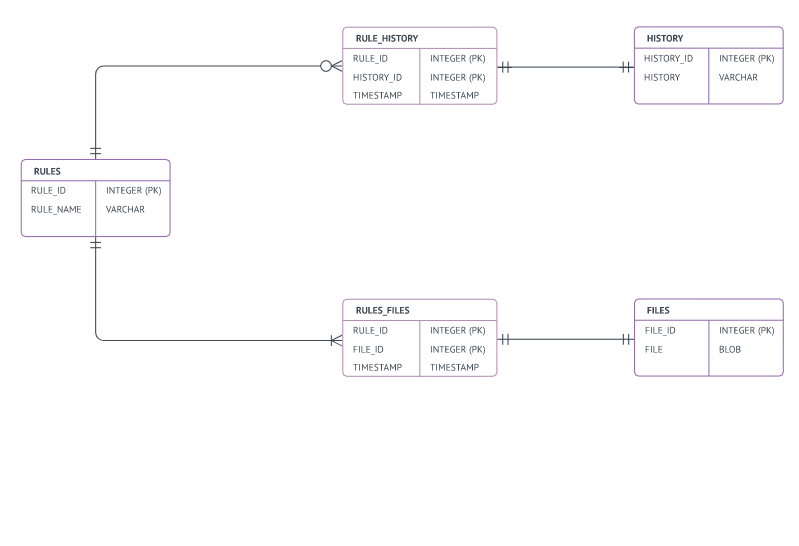 RULE_HISTORY
RULE_ID INTEGER (PK)
HISTORY_ID INTEGER (PK)
TIMESTAMP TIMESTAMP
HISTORY
HISTORY_ID INTEGER (PK)
HISTORY VARCHAR
RULES
RULE_ID INTEGER (PK)
RULE_NAME VARCHAR
RULES_FILES
RULE_ID INTEGER (PK)
FILE_ID INTEGER (PK)
TIMESTAMP TIMESTAMP
FILES
FILE_ID INTEGER (PK)
FILE BLOB